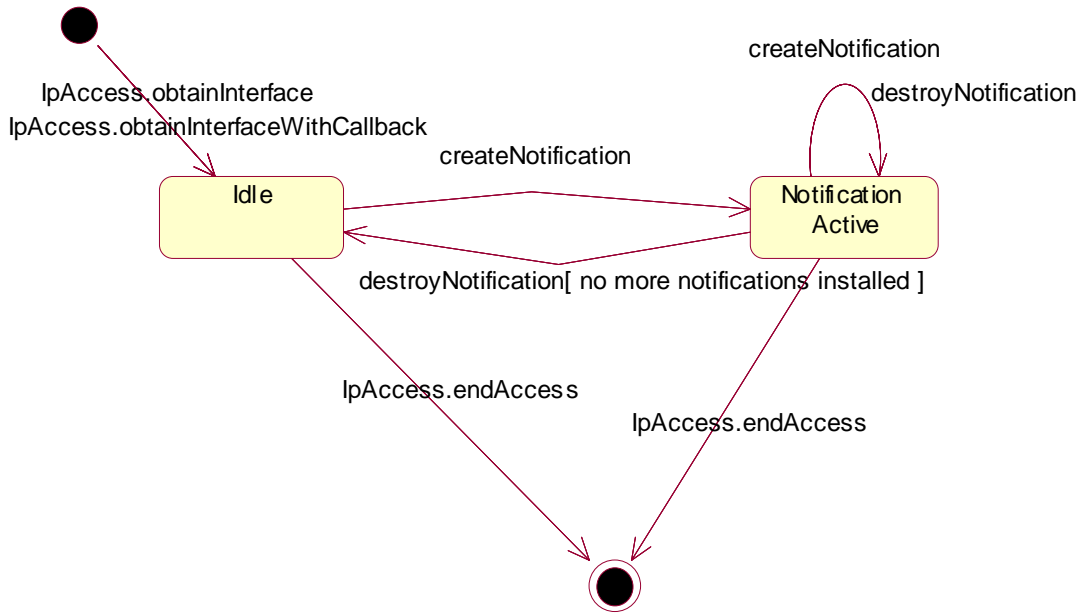 createNotification
destroyNotification
IpAccess.obtainInterface
IpAccess.obtainInterfaceWithCallback
createNotification
Idle
Notification
Active
destroyNotification[ no more notifications installed ]
IpAccess.endAccess
IpAccess.endAccess